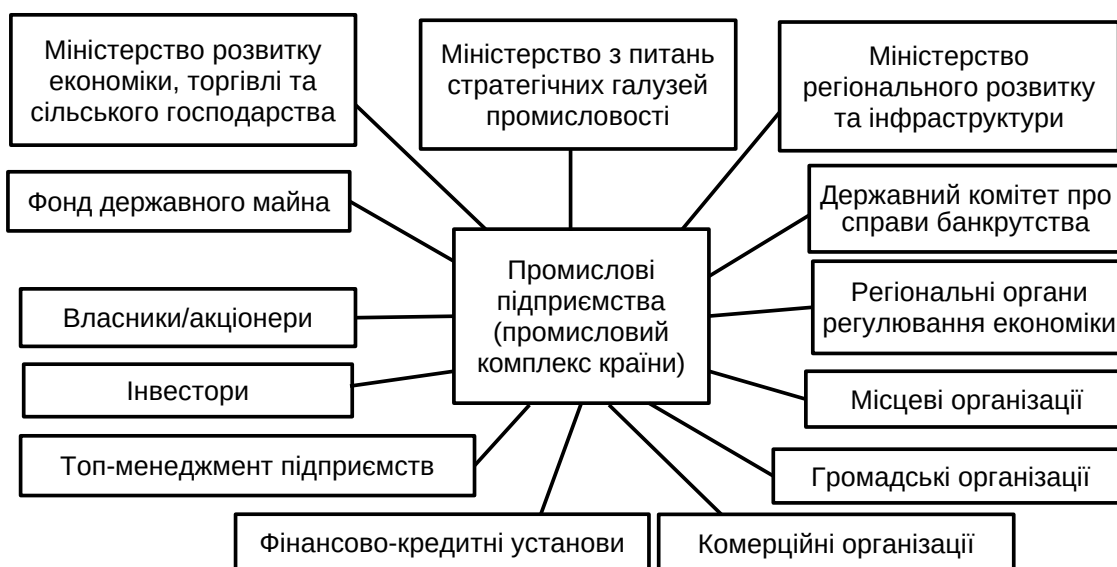 Міністерство розвитку
економіки, торгівлі та
сільського господарства
Міністерство з питань
стратегічних галузей
промисловості
Міністерство
регіонального розвитку
та інфраструктури
Фонд державного майна
Державний комітет про
справи банкрутства
Промислові
підприємства
(промисловий
комплекс країни)
Власники/акціонери
Регіональні органи
регулювання економіки
Інвестори
Місцеві організації
Топ-менеджмент підприємств
Громадські організації
Фінансово-кредитні установи
Комерційні організації